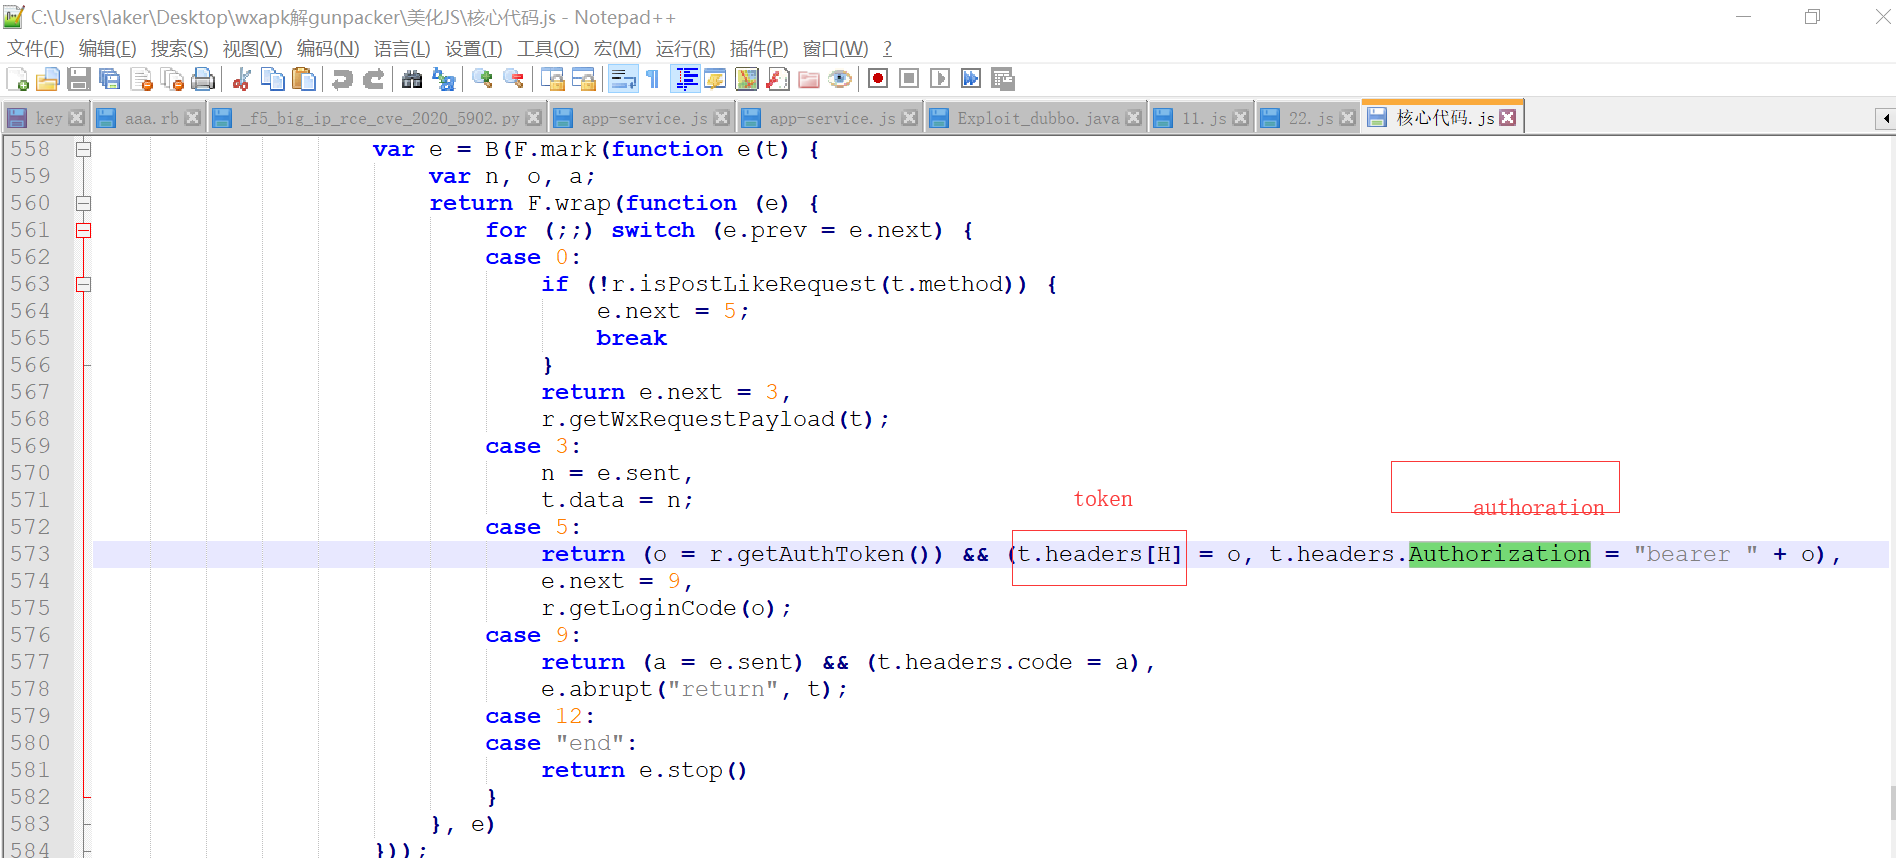 C:\Users\laker\Desktop\wxapk解gunpacker\美化JS\核心代码.js - Notepad++
文件(F) 编辑(E) 搜索(S) 视图(V) 编码(N) 语言(L) 设置(T) 工具(O) 宏(M) 运行(R) 插件(P) 窗口(W) ?
key aaa.rb _f5_big_ip_rce_cve_2020_5902.py app-service.js app-service.js Exploit_dubbo.java 11.js 22.js 核心代码.js
558 var e = B(F.mark(function e(t) {
559 var n, o, a;
560 return F.wrap(function (e) {
561 for (;;) switch (e.prev = e.next) {
562 case 0:
563 if (!r.isPostLikeRequest(t.method)) {
564 e.next = 5;
565 break
566 }
567 return e.next = 3,
568 r.getWxRequestPayload(t);
569 case 3:
570 n = e.sent,
571 t.data = n;
token
authoration
572 case 5:
573 return (o = r.getAuthToken()) && (t.headers[H] = o, t.headers.Authorization = "bearer " + o),
574 e.next = 9,
575 r.getLoginCode(o);
576 case 9:
577 return (a = e.sent) && (t.headers.code = a),
578 e.abrupt("return", t);
579 case 12:
580 case "end":
581 return e.stop()
582 }
583 }, e)
584 }));